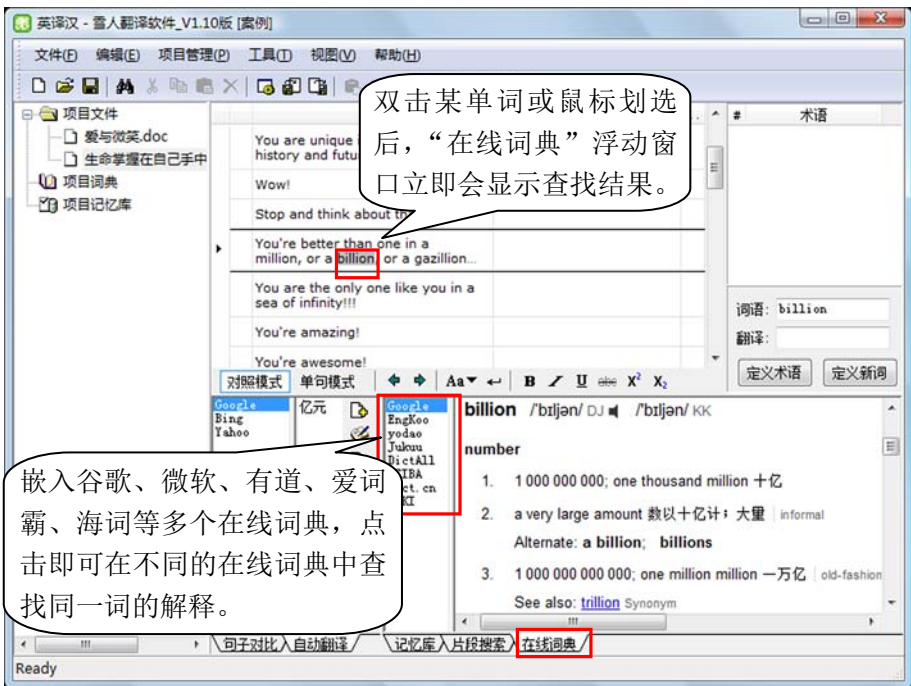 英译汉 - 雪人翻译软件_V1.10版 [案例]
文件(F) 编辑(E) 项目管理(P) 工具(T) 视图(V) 帮助(H)
项目文件
爱与微笑.doc
生命掌握在自己手中
项目词典
项目记忆库
双击某单词或鼠标划选
后，“在线词典”浮动窗
口立即会显示查找结果。
# 术语
You are unique
history and
Wow!
Stop and think about
You're better than one in a
million, or a billion, or a gazillion...
You are the only one like you in a
sea of infinity!!!
You're amazing!
You're awesome!
词语: billion
翻译:
定义术语 定义新词
对照模式 单句模式 Aa B I U abc X² X₂
Google
Bing
Yahoo
亿元
Google
EngKoo
yodao
Jukuu
DictAll
billion /'bɪljən/ DJ /'bɪljən/ KK
number
1. 1 000 000 000; one thousand million 十亿
2. a very large amount 数以十亿计；大量 informal
Alternate: a billion; billions
3. 1 000 000 000 000; one million million 一万亿 old-fashion
See also: trillion Synonym
嵌入谷歌、微软、有道、爱词
霸、海词等多个在线词典，点
击即可在不同的在线词典中查
找同一词的解释。
句子对比 自动翻译 记忆库 片段搜索 在线词典
Ready